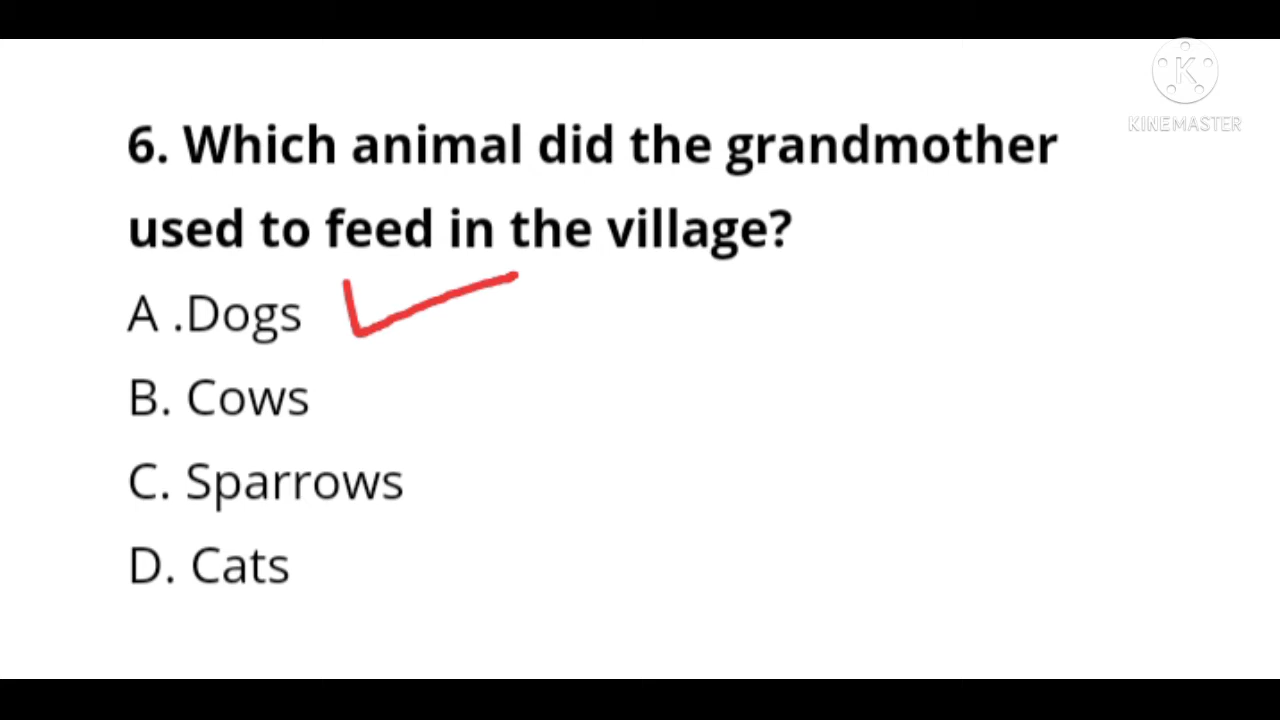 KINEMASTER
6. Which animal did the grandmother
used to feed in the village?
A .Dogs
B. Cows
C. Sparrows
D. Cats